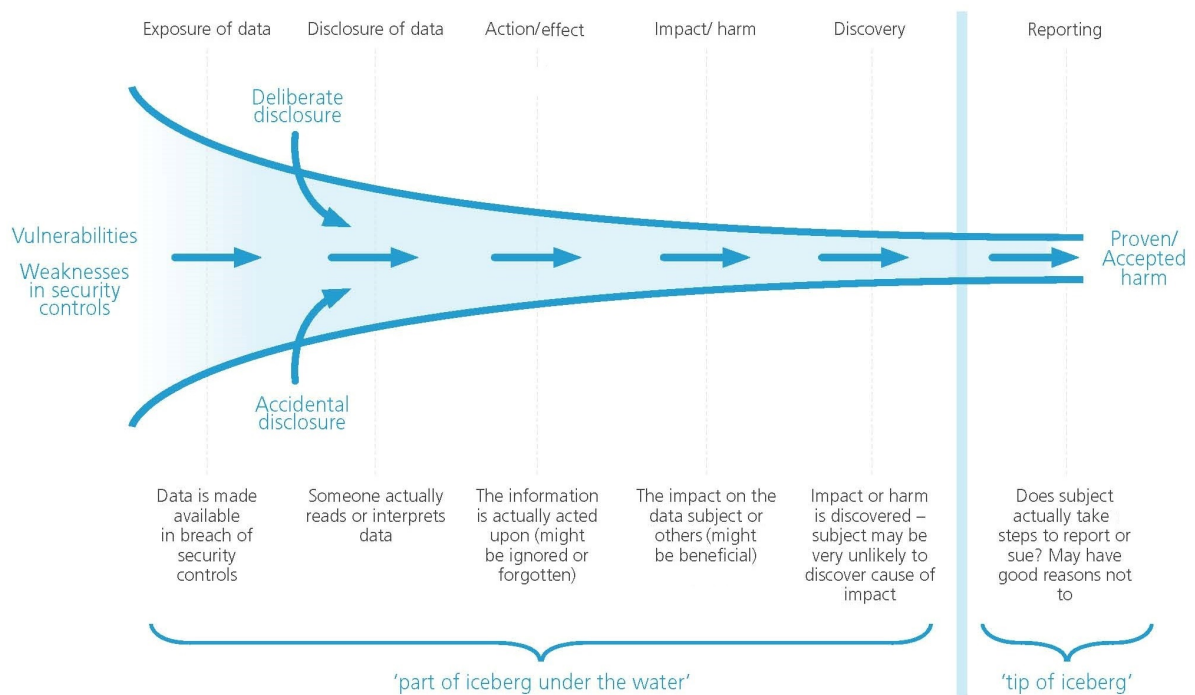 Exposure of data
Disclosure of data
Action/effect
Impact/ harm
Discovery
Reporting
Deliberate
disclosure
Vulnerabilities
Weaknesses
in security
controls
Proven/
Accepted
harm
Accidental
disclosure
Data is made
available
in breach of
security
controls
Someone actually
reads or interprets
data
The information
is actually acted
upon (might
be ignored or
forgotten)
The impact on the
data subject or
others (might
be beneficial)
Impact or harm
is discovered –
subject may be
very unlikely to
discover cause of
impact
Does subject
actually take
steps to report or
sue? May have
good reasons not
to
'part of iceberg under the water'
'tip of iceberg'